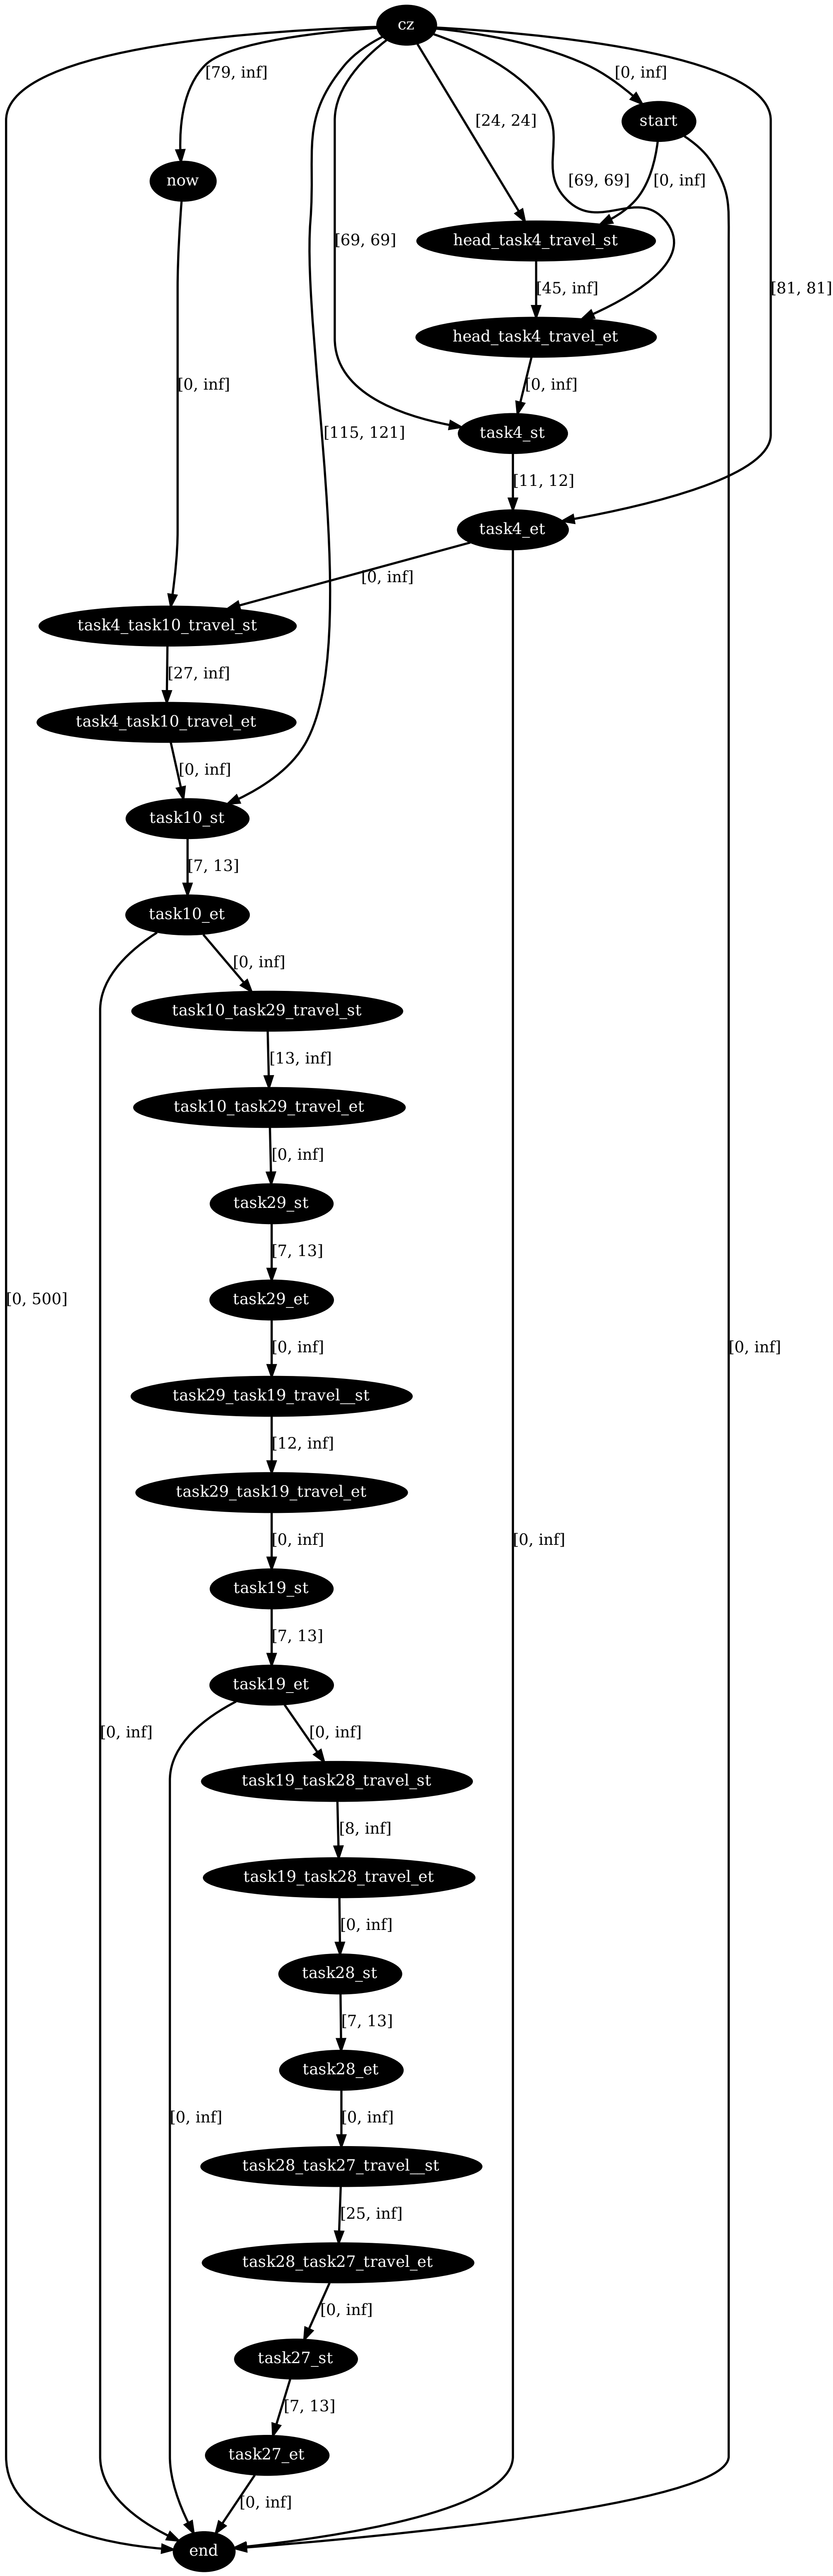 cz
[79, inf]
[0, inf]
[24, 24]
start
now
[69, 69]
[0, inf]
[69, 69]
head_task4_travel_st
[45, inf]
[81, 81]
head_task4_travel_et
[0, inf]
[0, inf]
[115, 121]
task4_st
[11, 12]
task4_et
[0, inf]
task4_task10_travel_st
[27, inf]
task4_task10_travel_et
[0, inf]
task10_st
[7, 13]
task10_et
[0, inf]
task10_task29_travel_st
[13, inf]
task10_task29_travel_et
[0, inf]
task29_st
[7, 13]
task29_et
[0, 500]
[0, inf]
[0, inf]
task29_task19_travel__st
[12, inf]
task29_task19_travel_et
[0, inf]
[0, inf]
task19_st
[7, 13]
task19_et
[0, inf]
[0, inf]
task19_task28_travel_st
[8, inf]
task19_task28_travel_et
[0, inf]
task28_st
[7, 13]
task28_et
[0, inf]
[0, inf]
task28_task27_travel__st
[25, inf]
task28_task27_travel_et
[0, inf]
task27_st
[7, 13]
task27_et
[0, inf]
end